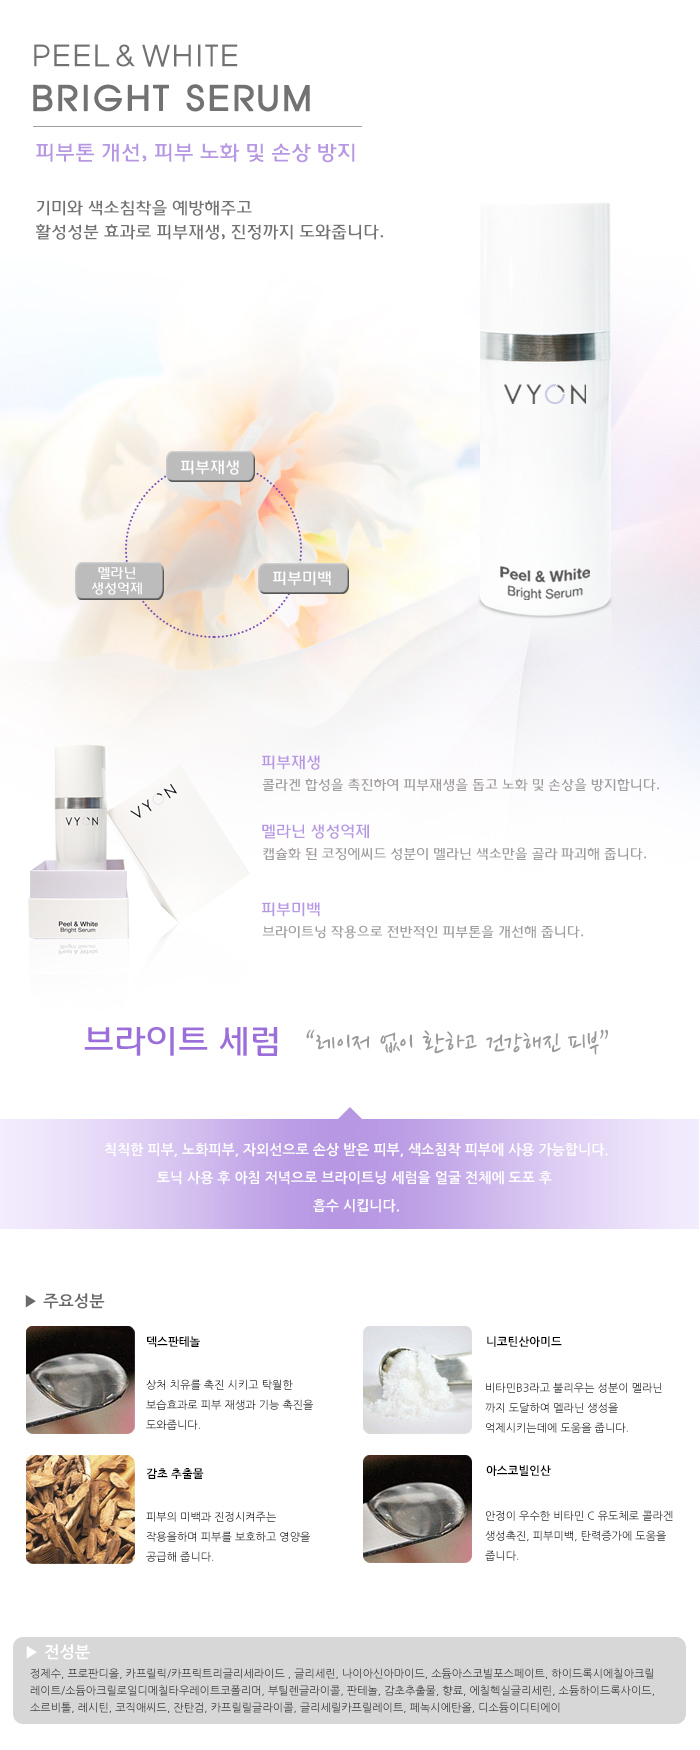 PEEL & WHITE
BRIGHT SERUM
피부톤 개선, 피부 노화 및 손상 방지
기미와 색소침착을 예방해주고
활성성분 효과로 피부재생, 진정까지 도와줍니다.
VYON
피부재생
멜라닌
생성억제
피부미백
Peel & White
Bright Serum
피부재생
콜라겐 합성을 촉진하여 피부재생을 돕고 노화 및 손상을 방지합니다.
VYON
VYON
멜라닌 생성억제
캡슐화 된 코징에씨드 성분이 멜라닌 색소만을 골라 파괴해 줍니다.
피부미백
브라이트닝 작용으로 전반적인 피부톤을 개선해 줍니다.
Peel & White
Bright Serum
브라이트 세럼 “레이저 없이 환하고 건강해진 피부”
칙칙한 피부, 노화피부, 자외선으로 손상 받은 피부, 색소침착 피부에 사용 가능합니다.
토닉 사용 후 아침 저녁으로 브라이트닝 세럼을 얼굴 전체에 도포 후
흡수 시킵니다.
▶ 주요성분
덱스판테놀
상처 치유를 촉진 시키고 탁월한
보습효과로 피부 재생과 기능 촉진을
도와줍니다.
니코틴산아미드
비타민B3라고 불리우는 성분이 멜라닌
까지 도달하여 멜라닌 생성을
억제시키는데에 도움을 줍니다.
감초 추출물
피부의 미백과 진정시켜주는
작용을하며 피부를 보호하고 영양을
공급해 줍니다.
아스코빌인산
안정이 우수한 비타민 C 유도체로 콜라겐
생성촉진, 피부미백, 탄력증가에 도움을
줍니다.
▶ 전성분
정제수, 프로판디올, 카프릴릭/카프릭트리글리세라이드 , 글리세린, 나이아신아마이드, 소듐아스코빌포스페이트, 하이드록시에칠아크릴
레이트/소듐아크릴로일디메칠타우레이트코폴리머, 부틸렌글라이콜, 판테놀, 감초추출물, 향료, 에칠헥실글리세린, 소듐하이드록사이드,
소르비톨, 레시틴, 코직애씨드, 잔탄검, 카프릴릴글라이콜, 글리세릴카프릴레이트, 페녹시에탄올, 디소듐이디티에이